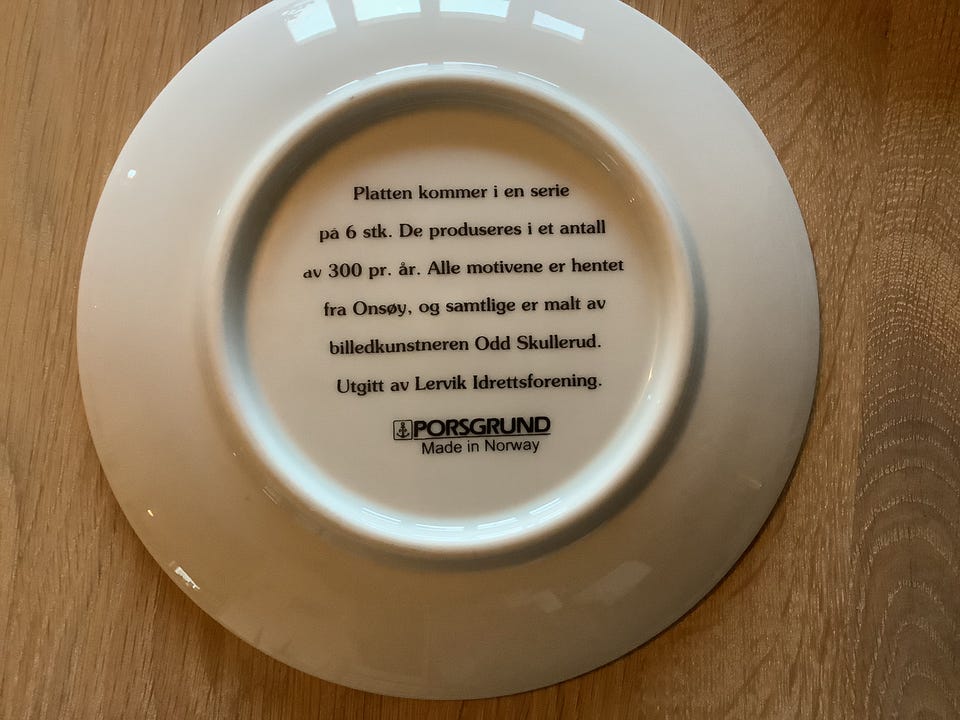 Platten kommer i en serie
på 6 stk. De produseres i et antall
av 300 pr. år. Alle motivene er hentet
fra Onsøy, og samtlige er malt av
billedkunstneren Odd Skullerud.
Utgitt av Lervik Idrettsforening.
PORSGRUND
Made in Norway